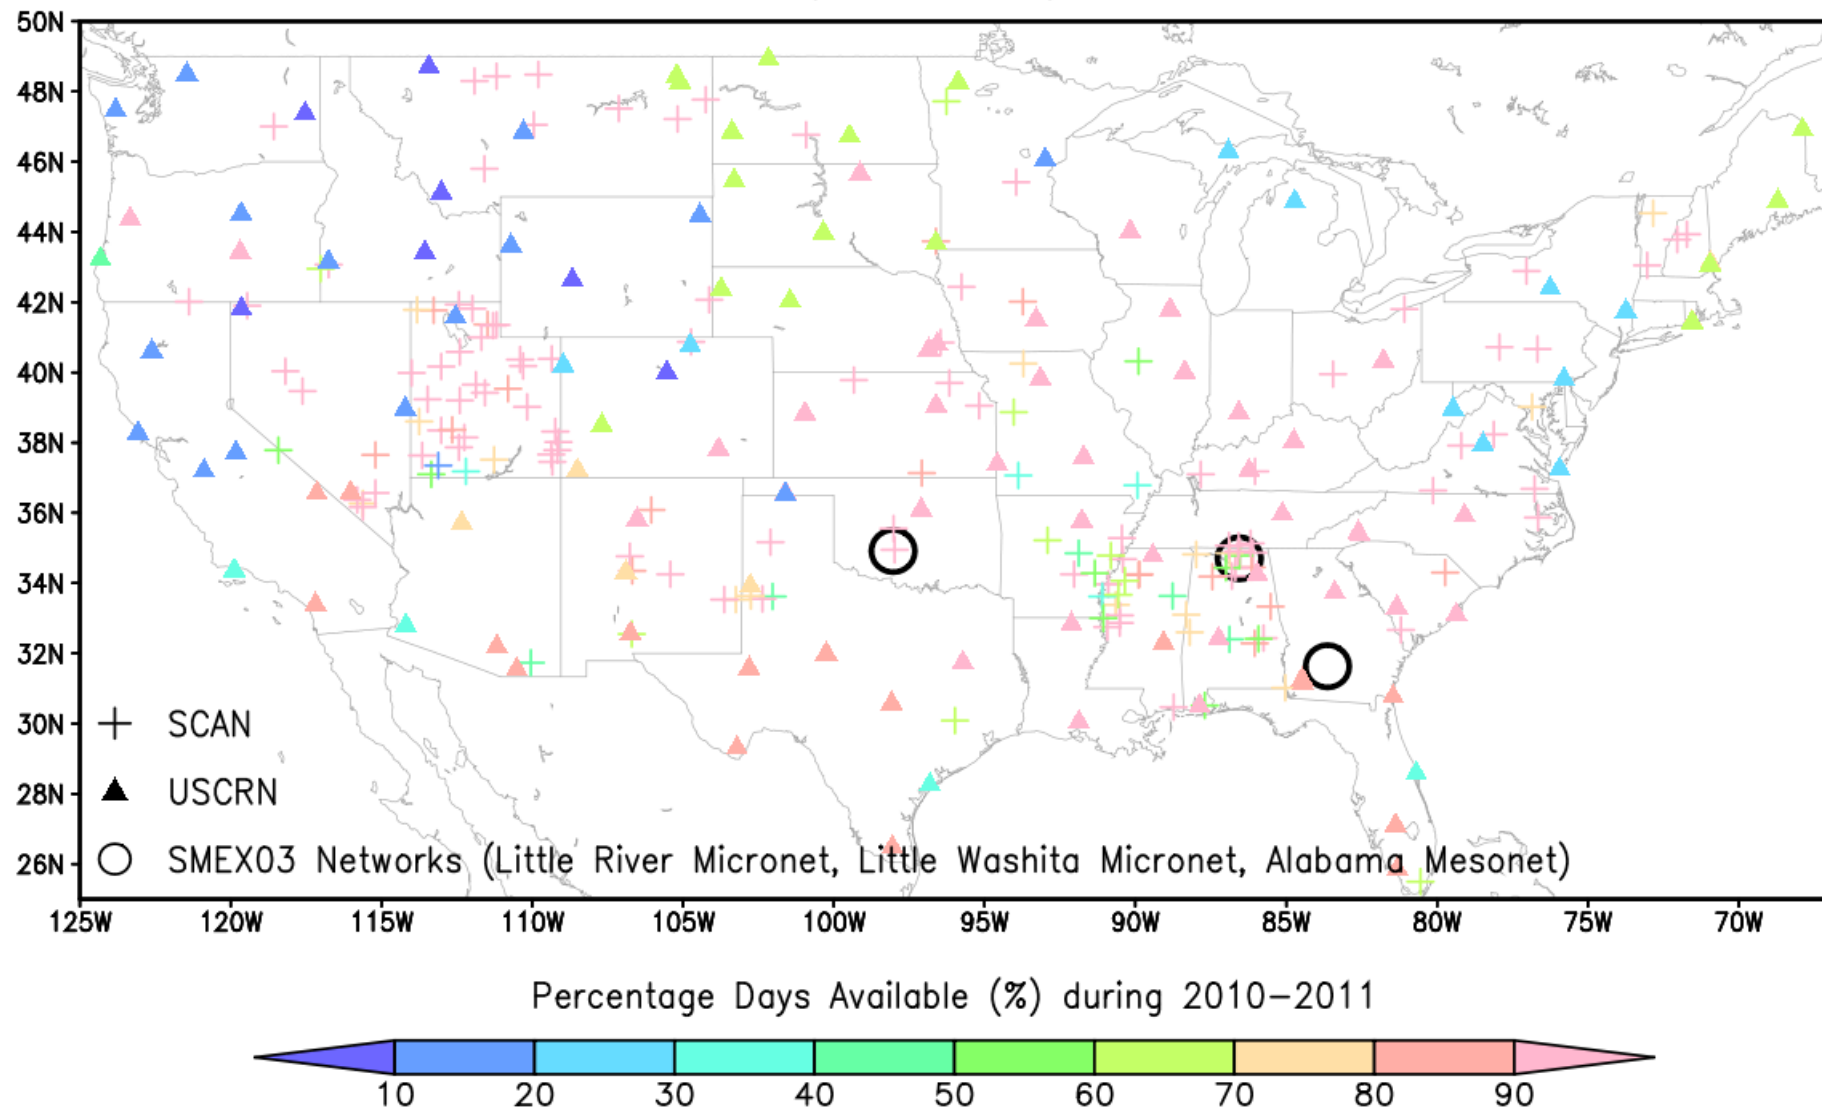 50N
48N
46N
44N
42N
40N
38N
36N
34N
32N
30N
28N
26N
SCAN
USCRN
SMEX03 Networks (Little River Micronet, Little Washita Micronet, Alabama Mesonet)
125W 120W 115W 110W 105W 100W 95W 90W 85W 80W 75W 70W
Percentage Days Available (%) during 2010-2011
10 20 30 40 50 60 70 80 90